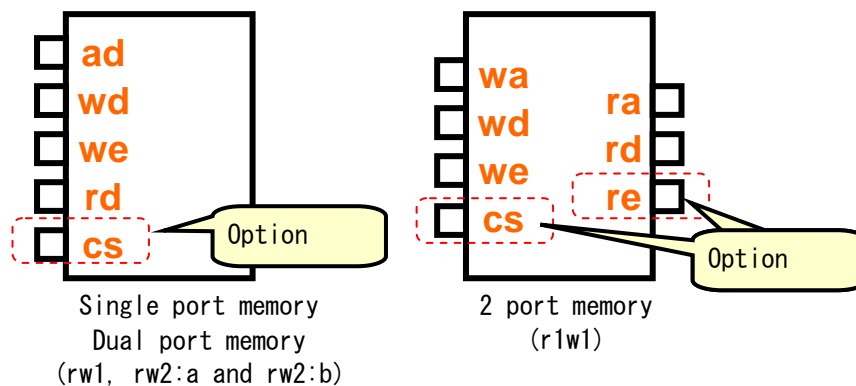 ad
wd
we
rd
cs
Option
Single port memory
Dual port memory
(rw1, rw2:a and rw2:b)
wa
wd
we
cs
ra
rd
re
Option
2 port memory
(r1w1)